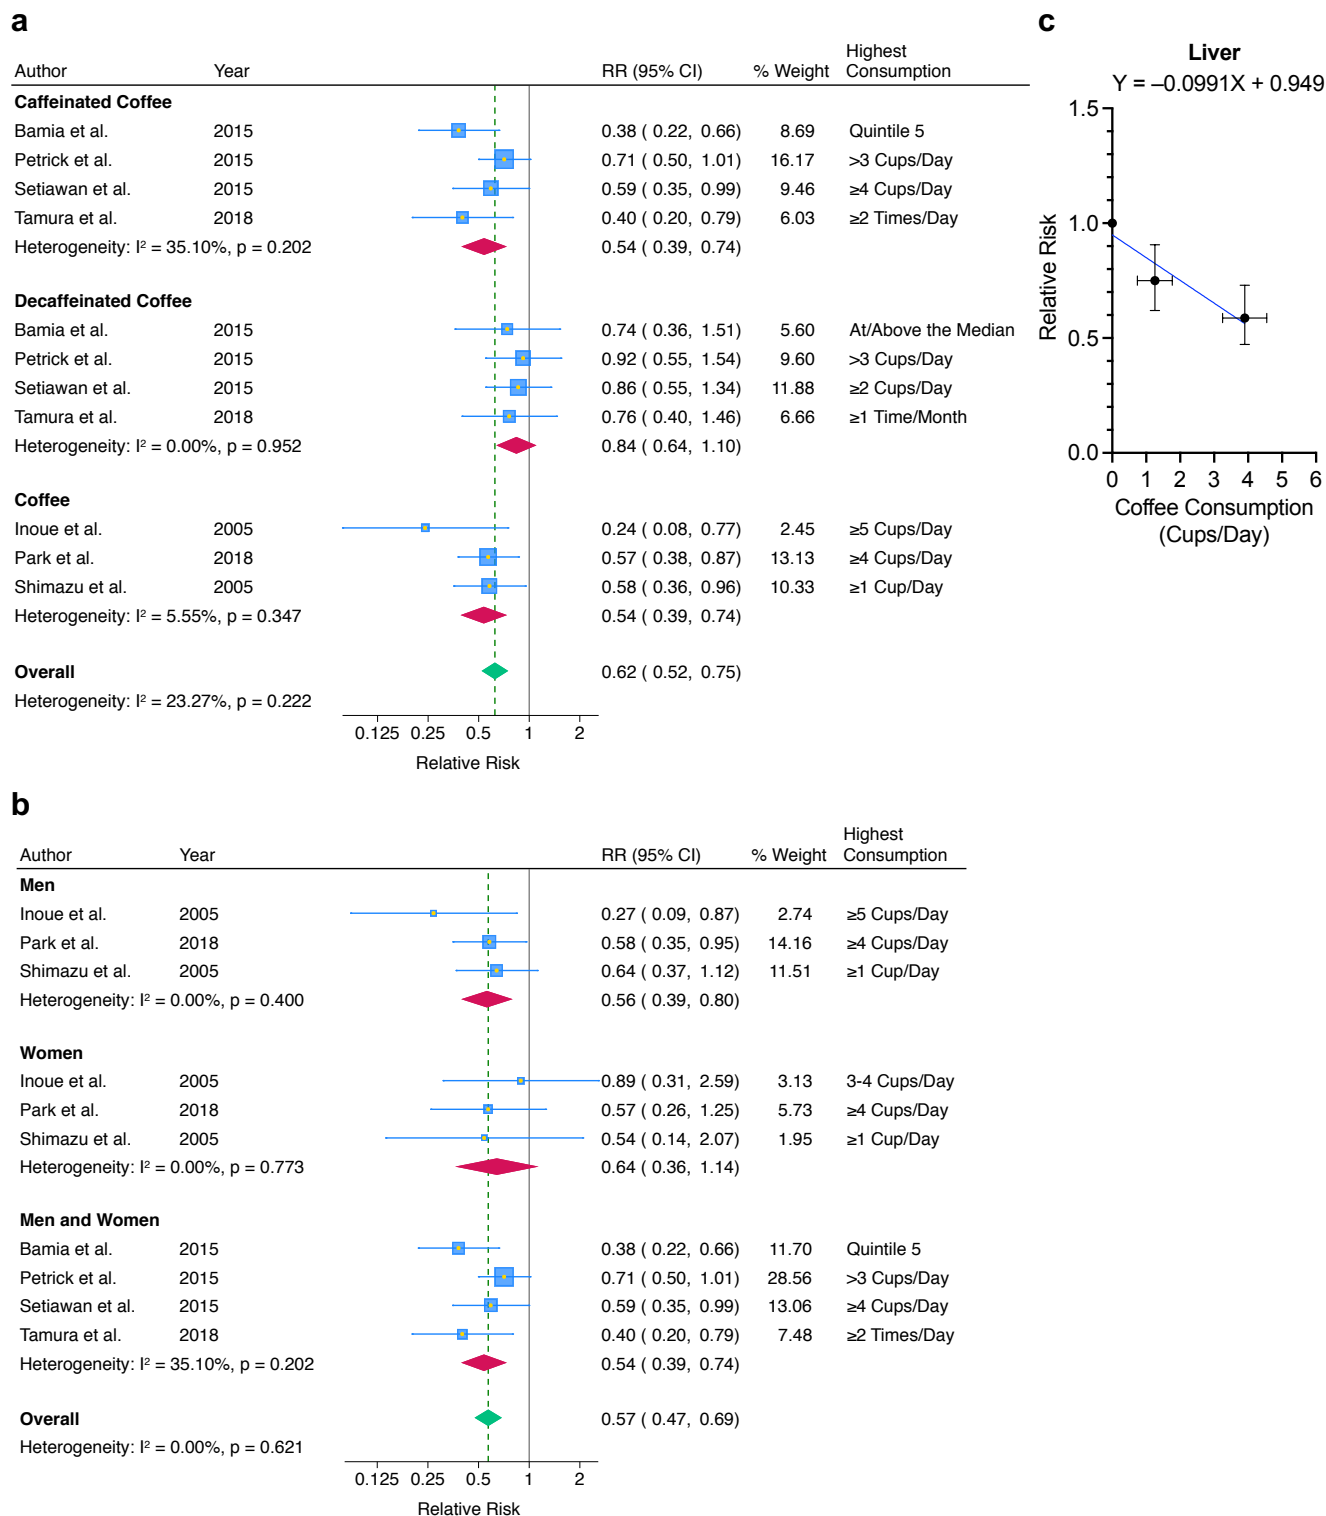 a
Author Year RR (95% CI) % Weight Highest Consumption
Caffeinated Coffee
Bamia et al. 2015 0.38 ( 0.22, 0.66) 8.69 Quintile 5
Petrick et al. 2015 0.71 ( 0.50, 1.01) 16.17 >3 Cups/Day
Setiawan et al. 2015 0.59 ( 0.35, 0.99) 9.46 ≥4 Cups/Day
Tamura et al. 2018 0.40 ( 0.20, 0.79) 6.03 ≥2 Times/Day
Heterogeneity: I² = 35.10%, p = 0.202 0.54 ( 0.39, 0.74)
Decaffeinated Coffee
Bamia et al. 2015 0.74 ( 0.36, 1.51) 5.60 At/Above the Median
Petrick et al. 2015 0.92 ( 0.55, 1.54) 9.60 >3 Cups/Day
Setiawan et al. 2015 0.86 ( 0.55, 1.34) 11.88 ≥2 Cups/Day
Tamura et al. 2018 0.76 ( 0.40, 1.46) 6.66 ≥1 Time/Month
Heterogeneity: I² = 0.00%, p = 0.952 0.84 ( 0.64, 1.10)
Coffee
Inoue et al. 2005 0.24 ( 0.08, 0.77) 2.45 ≥5 Cups/Day
Park et al. 2018 0.57 ( 0.38, 0.87) 13.13 ≥4 Cups/Day
Shimazu et al. 2005 0.58 ( 0.36, 0.96) 10.33 ≥1 Cup/Day
Heterogeneity: I² = 5.55%, p = 0.347 0.54 ( 0.39, 0.74)
Overall 0.62 ( 0.52, 0.75)
Heterogeneity: I² = 23.27%, p = 0.222
0.125 0.25 0.5 1 2
Relative Risk
b
Author Year RR (95% CI) % Weight Highest Consumption
Men
Inoue et al. 2005 0.27 ( 0.09, 0.87) 2.74 ≥5 Cups/Day
Park et al. 2018 0.58 ( 0.35, 0.95) 14.16 ≥4 Cups/Day
Shimazu et al. 2005 0.64 ( 0.37, 1.12) 11.51 ≥1 Cup/Day
Heterogeneity: I² = 0.00%, p = 0.400 0.56 ( 0.39, 0.80)
Women
Inoue et al. 2005 0.89 ( 0.31, 2.59) 3.13 3-4 Cups/Day
Park et al. 2018 0.57 ( 0.26, 1.25) 5.73 ≥4 Cups/Day
Shimazu et al. 2005 0.54 ( 0.14, 2.07) 1.95 ≥1 Cup/Day
Heterogeneity: I² = 0.00%, p = 0.773 0.64 ( 0.36, 1.14)
Men and Women
Bamia et al. 2015 0.38 ( 0.22, 0.66) 11.70 Quintile 5
Petrick et al. 2015 0.71 ( 0.50, 1.01) 28.56 >3 Cups/Day
Setiawan et al. 2015 0.59 ( 0.35, 0.99) 13.06 ≥4 Cups/Day
Tamura et al. 2018 0.40 ( 0.20, 0.79) 7.48 ≥2 Times/Day
Heterogeneity: I² = 35.10%, p = 0.202 0.54 ( 0.39, 0.74)
Overall 0.57 ( 0.47, 0.69)
Heterogeneity: I² = 0.00%, p = 0.621
0.125 0.25 0.5 1 2
Relative Risk
c
Liver
Y = –0.0991X + 0.949
1.5
1.0
0.5
0.0
Relative Risk
0 1 2 3 4 5 6
Coffee Consumption
(Cups/Day)